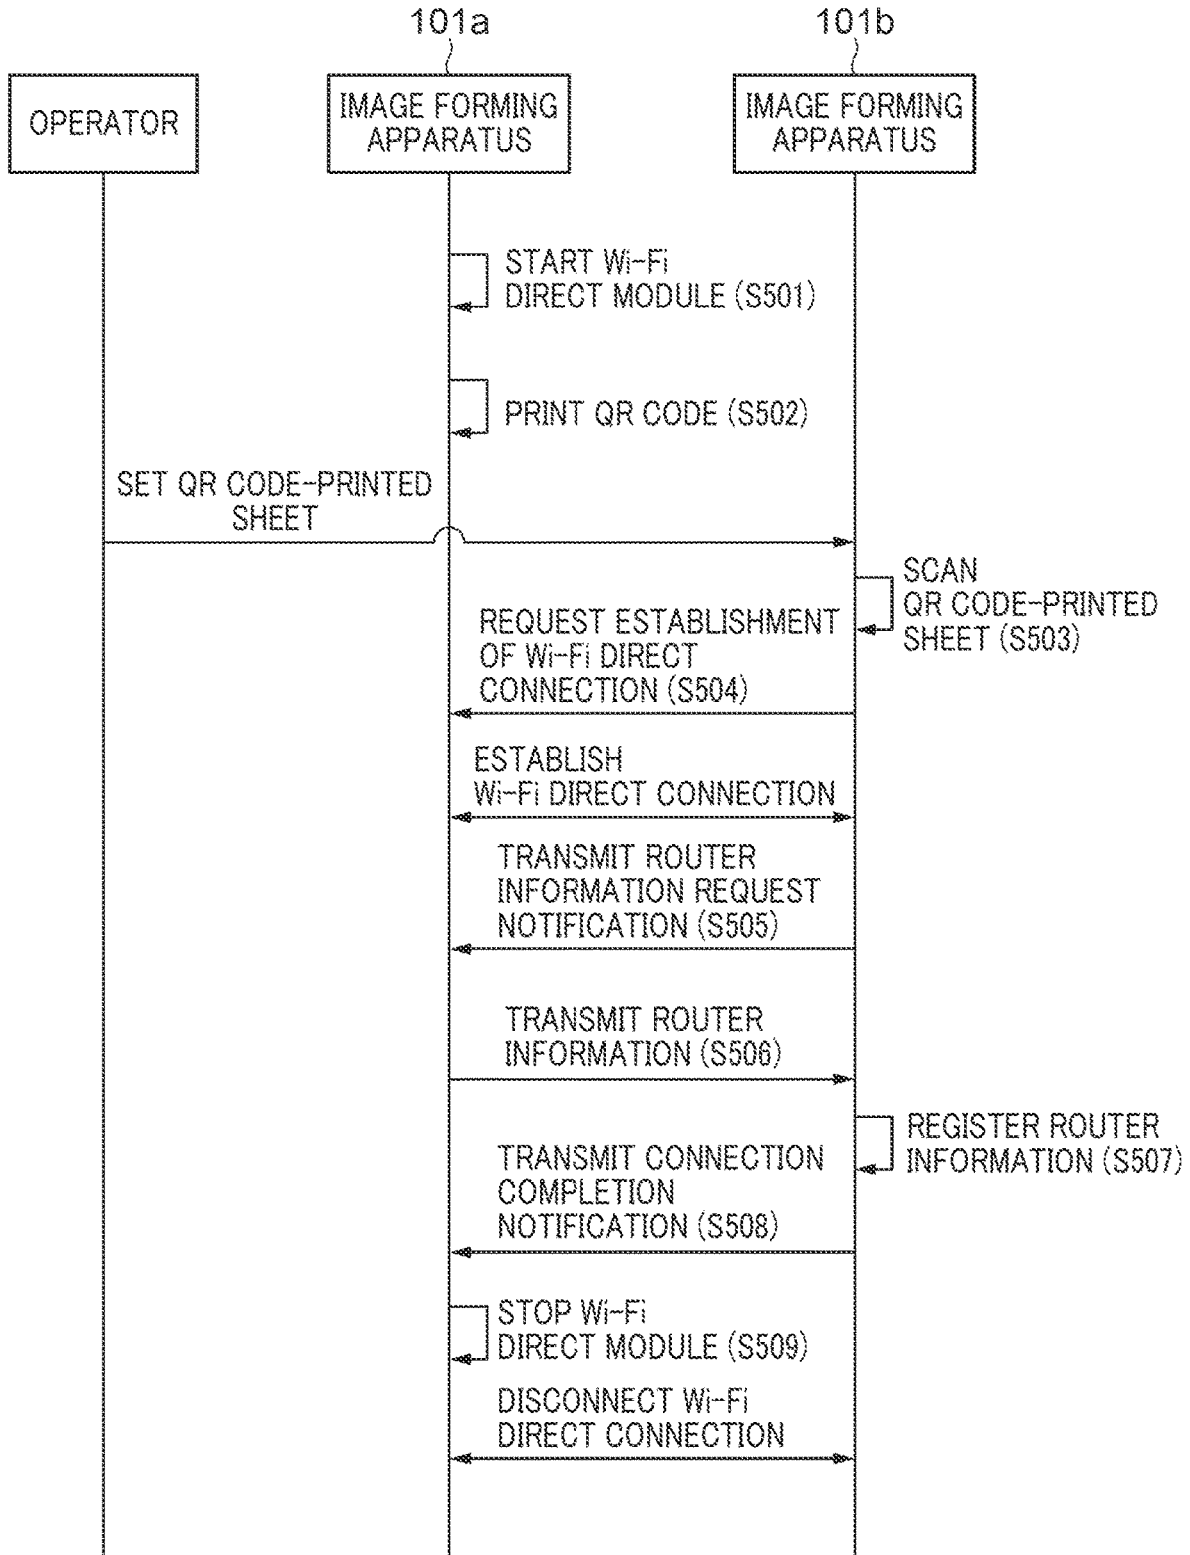 101a
101b
OPERATOR
IMAGE FORMING
APPARATUS
IMAGE FORMING
APPARATUS
START Wi-Fi
DIRECT MODULE (S501)
PRINT QR CODE (S502)
SET QR CODE-PRINTED
SHEET
SCAN
QR CODE-PRINTED
SHEET (S503)
REQUEST ESTABLISHMENT
OF Wi-Fi DIRECT
CONNECTION (S504)
ESTABLISH
Wi-Fi DIRECT CONNECTION
TRANSMIT ROUTER
INFORMATION REQUEST
NOTIFICATION (S505)
TRANSMIT ROUTER
INFORMATION (S506)
REGISTER ROUTER
INFORMATION (S507)
TRANSMIT CONNECTION
COMPLETION
NOTIFICATION (S508)
STOP Wi-Fi
DIRECT MODULE (S509)
DISCONNECT Wi-Fi
DIRECT CONNECTION